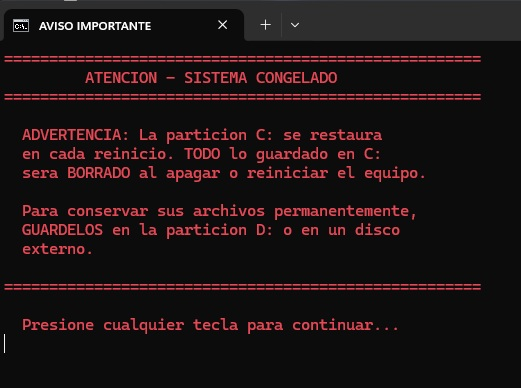 AVISO IMPORTANTE
=====================================================
ATENCION - SISTEMA CONGELADO
=====================================================
ADVERTENCIA: La particion C: se restaura
en cada reinicio. TODO lo guardado en C:
sera BORRADO al apagar o reiniciar el equipo.
Para conservar sus archivos permanentemente,
GUARDELOS en la particion D: o en un disco
externo.
=====================================================
Presione cualquier tecla para continuar...